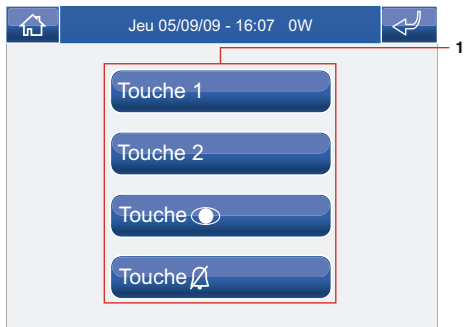 Jeu 05/09/09 - 16:07 0W
1
Touche 1
Touche 2
Touche
Touche